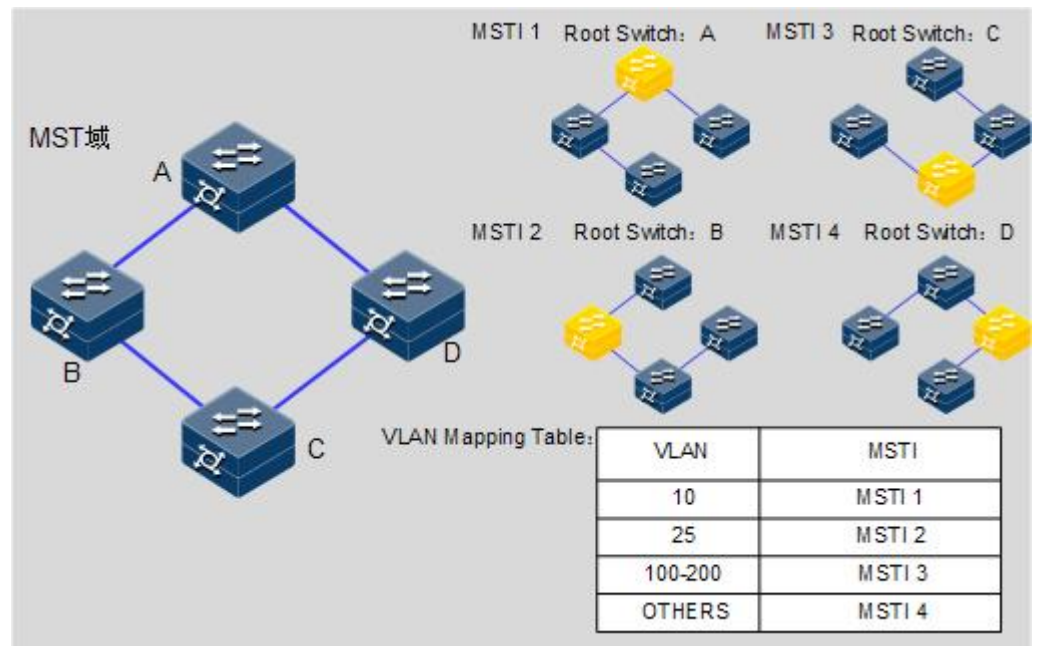 MSTI 1 Root Switch: A
MSTI 3 Root Switch: C
MST域
A
B
D
C
MSTI 2 Root Switch: B
MSTI 4 Root Switch: D
VLAN Mapping Table:
VLAN MSTI
10 MSTI 1
25 MSTI 2
100-200 MSTI 3
OTHERS MSTI 4